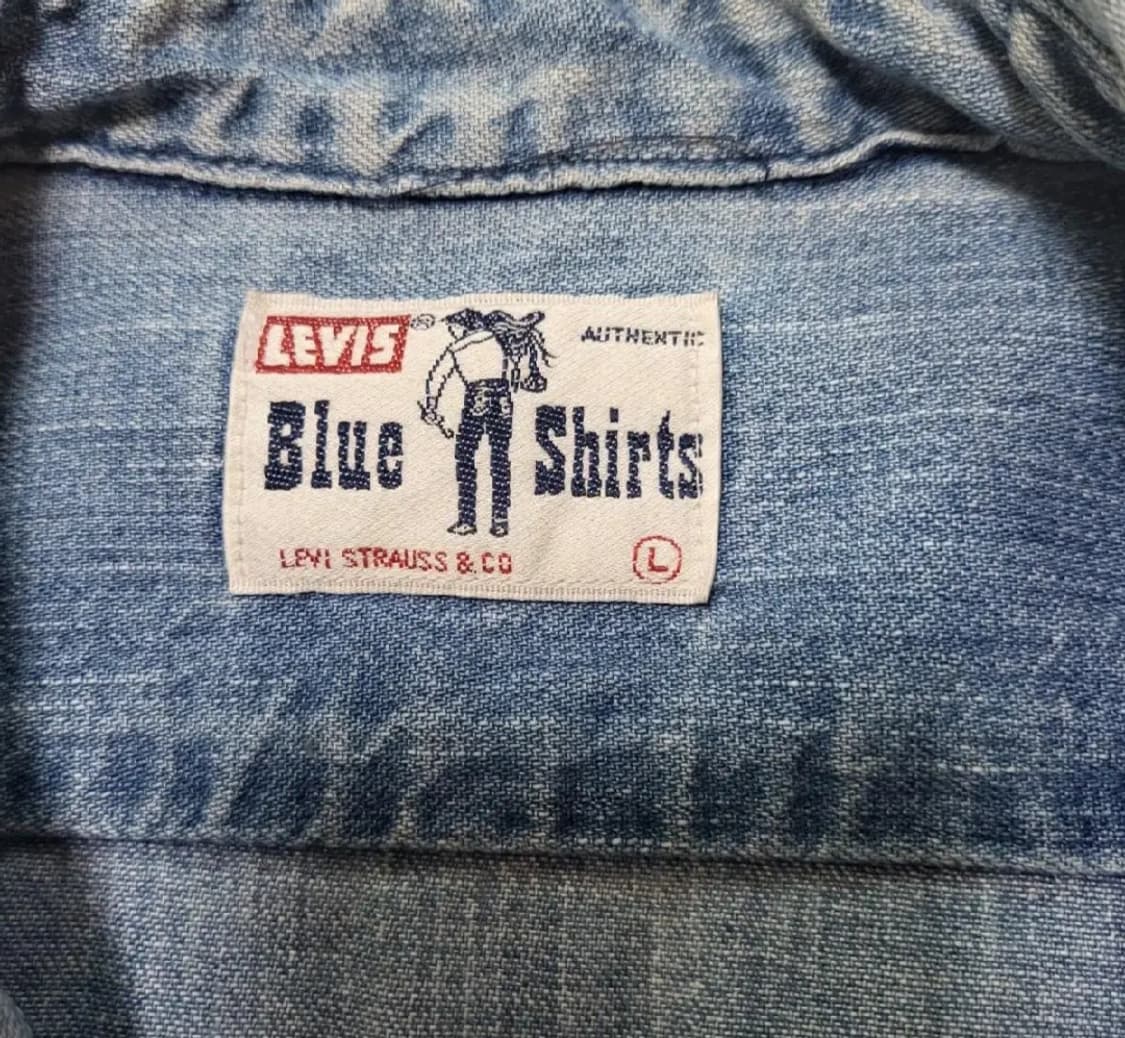 LEVIS ®
AUTHENTIC
Blue Shirts
LEVI STRAUSS & CO
L